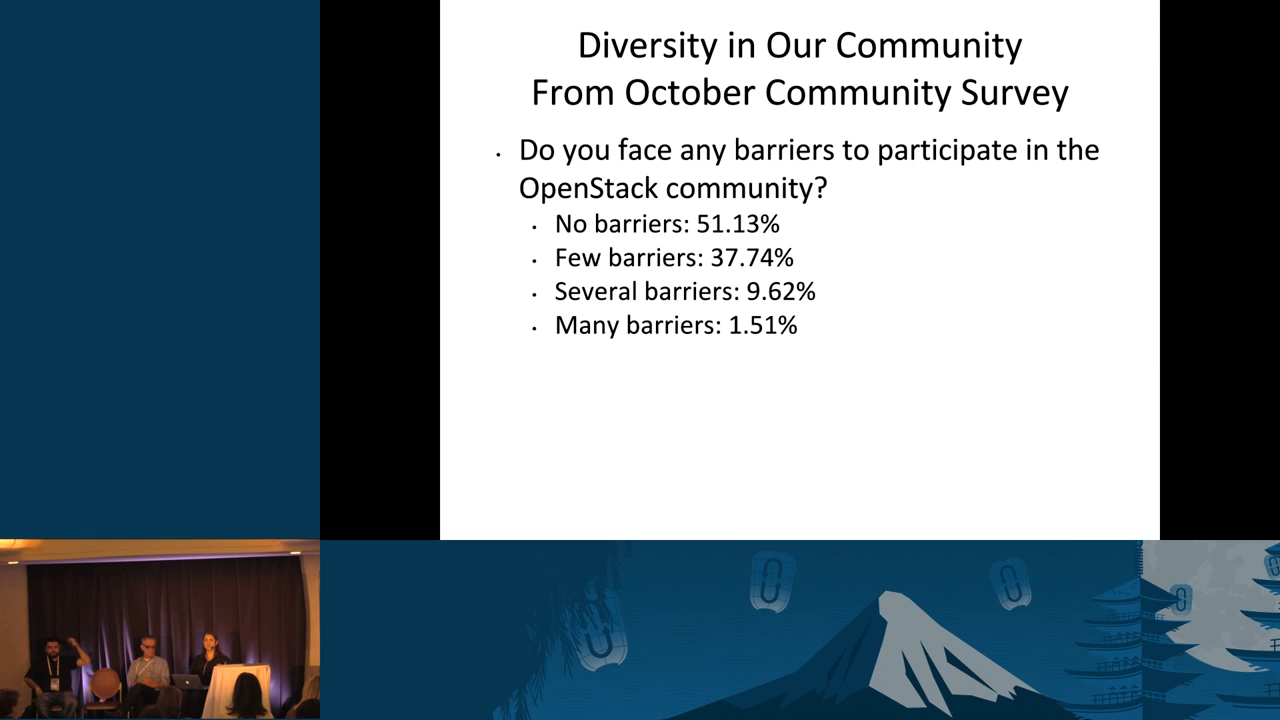 Diversity in Our Community
From October Community Survey
• Do you face any barriers to participate in the
OpenStack community?
• No barriers: 51.13%
• Few barriers: 37.74%
• Several barriers: 9.62%
• Many barriers: 1.51%